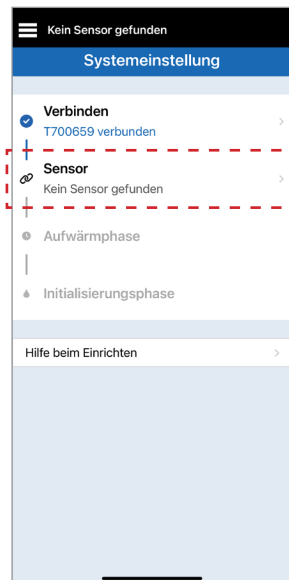 Kein Sensor gefunden
Systemeinstellung
Verbinden
T700659 verbunden
Sensor
Kein Sensor gefunden
Aufwärmphase
Initialisierungsphase
Hilfe beim Einrichten